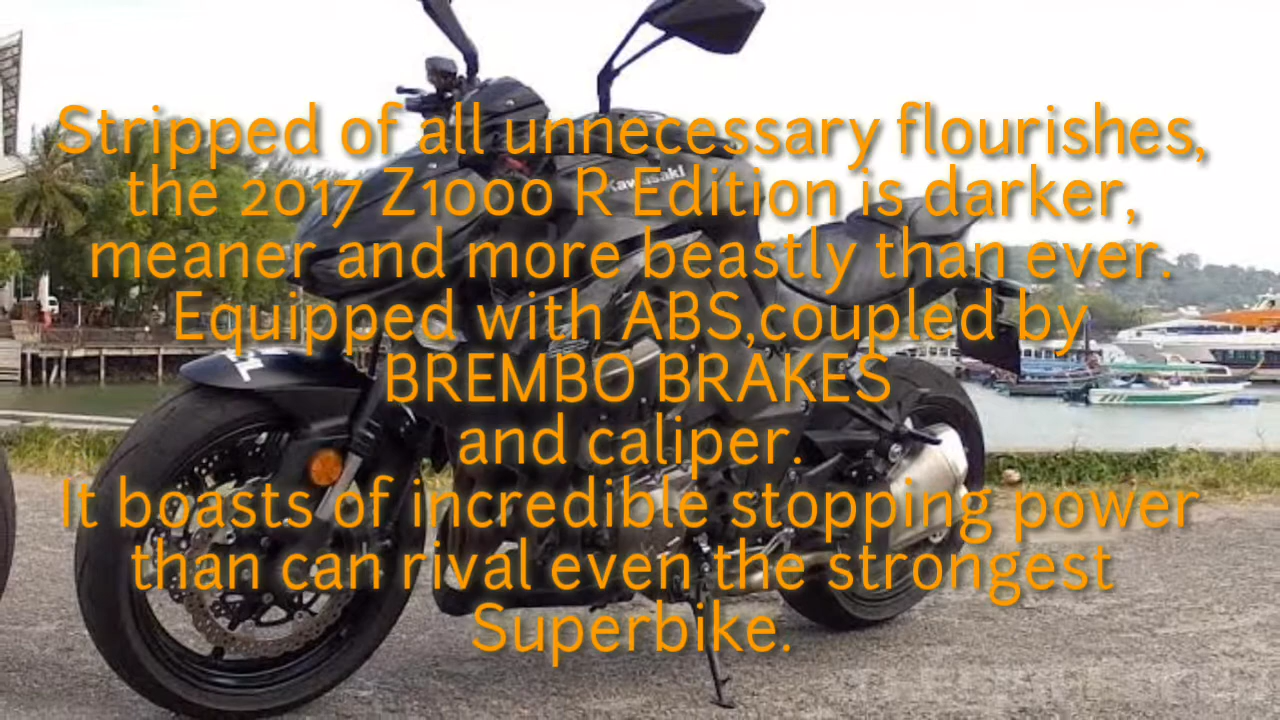 Stripped of all unnecessary flourishes,
the 2017 Z1000 R Edition is darker,
meaner and more beastly than ever.
Equipped with ABS,coupled by
BREMBO BRAKES
and caliper.
It boasts of incredible stopping power
than can rival even the strongest
Superbike.
Kawasaki